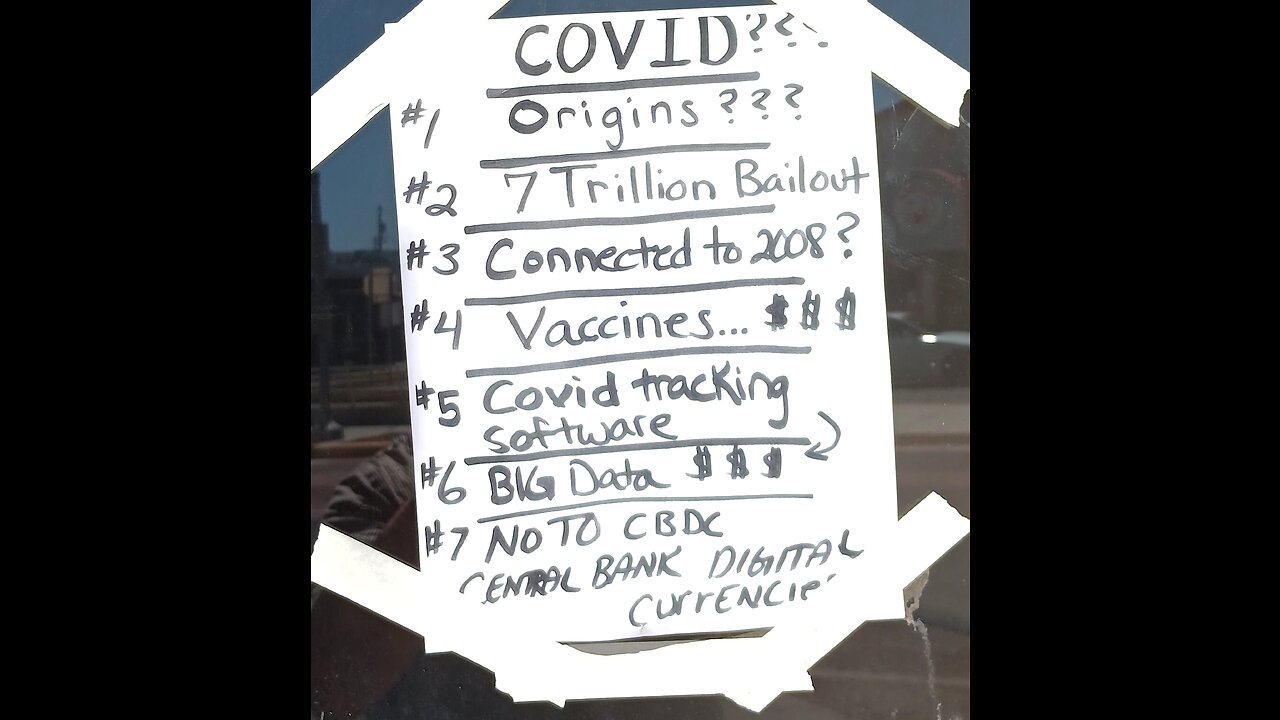 COVID???
#1 Origins ???
#2 7 Trillion Bailout
#3 Connected to 2008?
#4 Vaccines... $ $ $
#5 Covid tracking
software
#6 BIG Data $ $ $
#7 NO TO CBDC
CENTRAL BANK DIGITAL
CURRENCIES